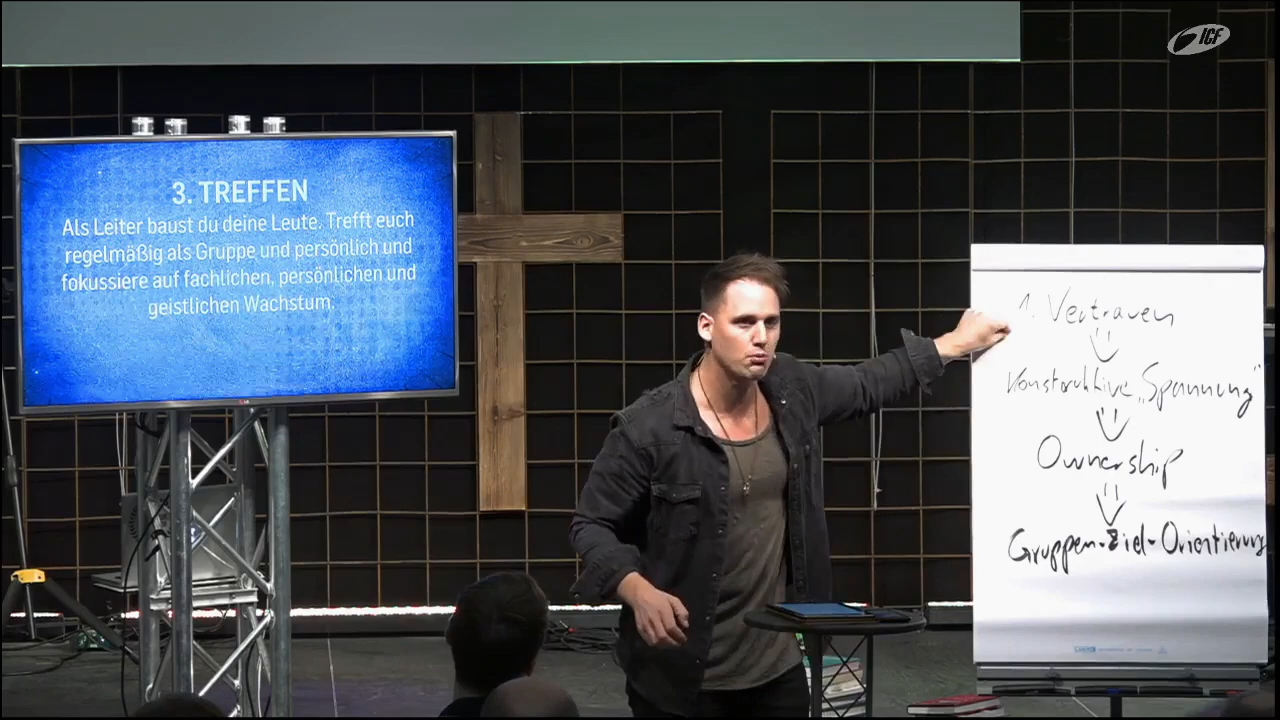 ICF
3. TREFFEN
Als Leiter baust du deine Leute. Trefft euch
regelmäßig als Gruppe und persönlich und
fokussiere auf fachlichen, persönlichen und
geistlichen Wachstum.
1. Vertrauen
Konstruktive „Spannung“
Ownership
Gruppen-Ziel-Orientierung